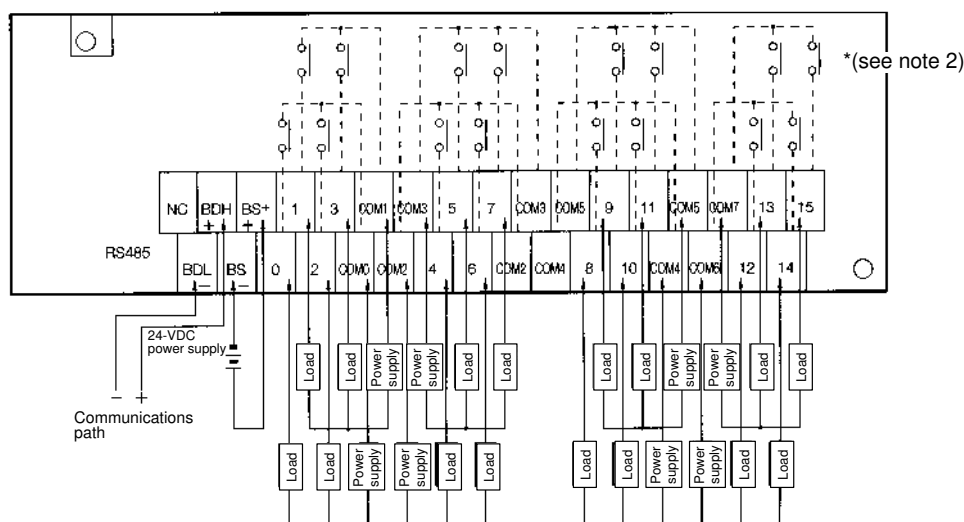 *(see note 2)
NC BDH BS+ 1 3 COM1 COM3 5 7 COM3 COM5 9 11 COM5 COM7 13 15
+ +
RS485
BDL BS 0 2 COM0 COM2 4 6 COM2 COM4 8 10 COM4 COM6 12 14
– –
24-VDC
power supply
Load Load Power supply Power supply Load Load Load Load Power supply Power supply Load Load
– +
Communications
path
Load Load Power supply Power supply Load Load Load Load Power supply Power supply Load Load